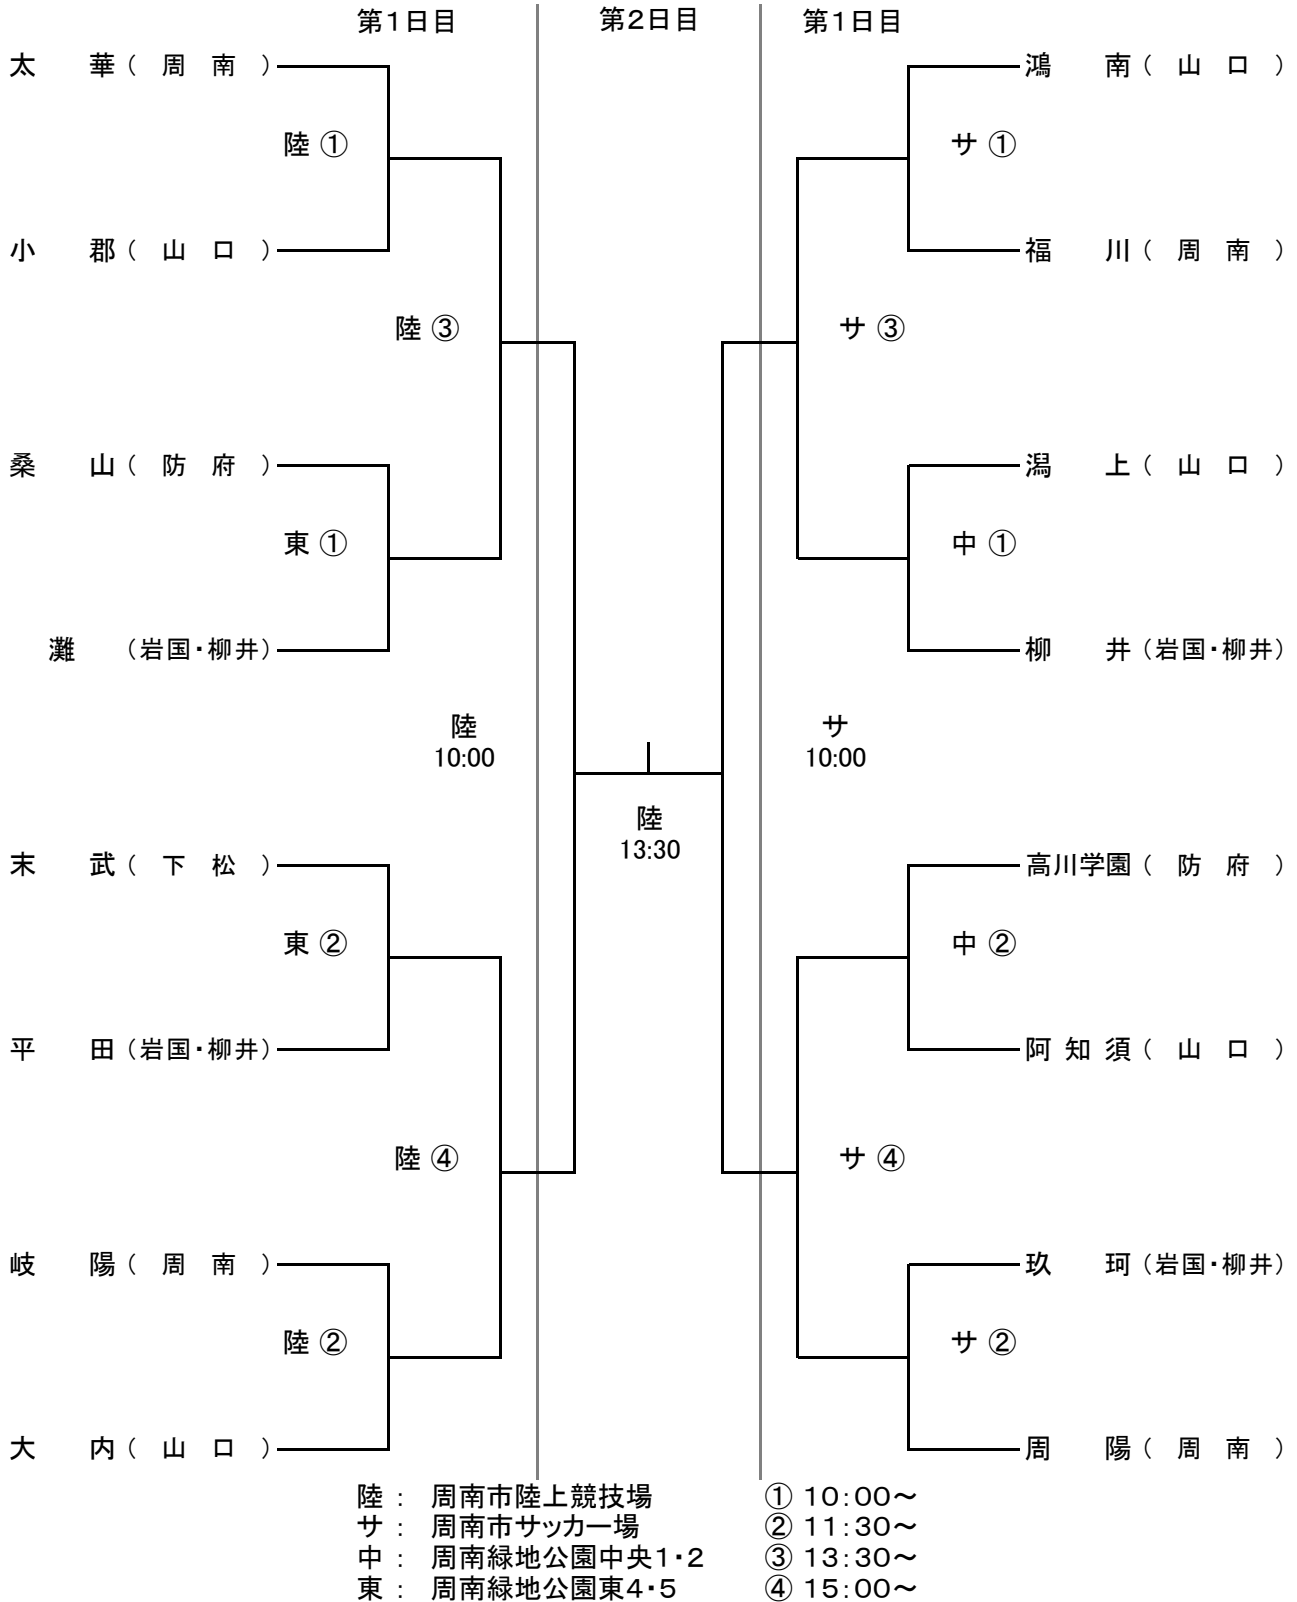 第1日目 第2日目 第1日目
太 華（ 周 南 ） 鴻 南（ 山 口 ）
陸 ① サ ①
小 郡（ 山 口 ） 福 川（ 周 南 ）
陸 ③ サ ③
桑 山（ 防 府 ） 潟 上（ 山 口 ）
東 ① 中 ①
灘 （岩国・柳井） 柳 井（岩国・柳井）
陸 サ
10:00 10:00
陸
13:30
末 武（ 下 松 ） 高川学園（ 防 府 ）
東 ② 中 ②
平 田（岩国・柳井） 阿 知 須（ 山 口 ）
陸 ④ サ ④
岐 陽（ 周 南 ） 玖 珂（岩国・柳井）
陸 ② サ ②
大 内（ 山 口 ） 周 陽（ 周 南 ）
陸 ： 周南市陸上競技場 ① 10：00～
サ ： 周南市サッカー場 ② 11：30～
中 ： 周南緑地公園中央1・2 ③ 13：30～
東 ： 周南緑地公園東4・5 ④ 15：00～